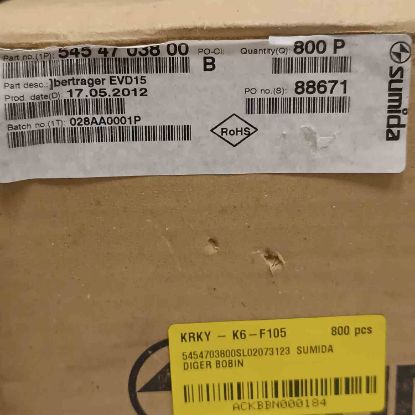 Part no.(1P): 545 47 038 00 PO-CI: B Quantity(Q): 800 P
Part desc.: ]bertrager EVD15
Prod. date(D): 17.05.2012 PO no.(S): 88671
Batch no.(1T): 028AA0001P
RoHS
sumida
KRKY - K6-F105 800 pcs
5454703800SL02073123 SUMIDA
DIGER BOBIN
ACKBBN000184